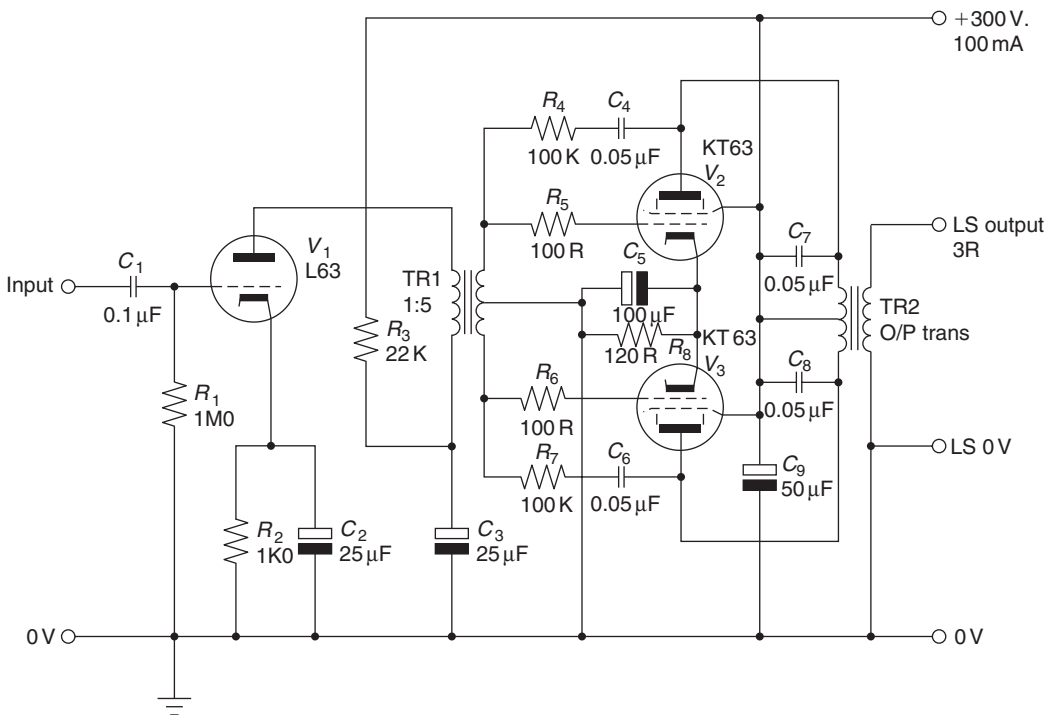 +300 V.
100 mA
R4
100 K
C4
0.05 µF
KT63
V2
R5
100 R
C5
100 µF
C7
0.05 µF
LS output
3R
V1
L63
Input
C1
0.1 µF
TR1
1:5
R3
22 K
120 R
R8
KT 63
V3
TR2
O/P trans
R1
1M0
R6
100 R
C8
0.05 µF
R7
100 K
C6
0.05 µF
LS 0 V
C9
50 µF
R2
1K0
C2
25 µF
C3
25 µF
0 V
0 V